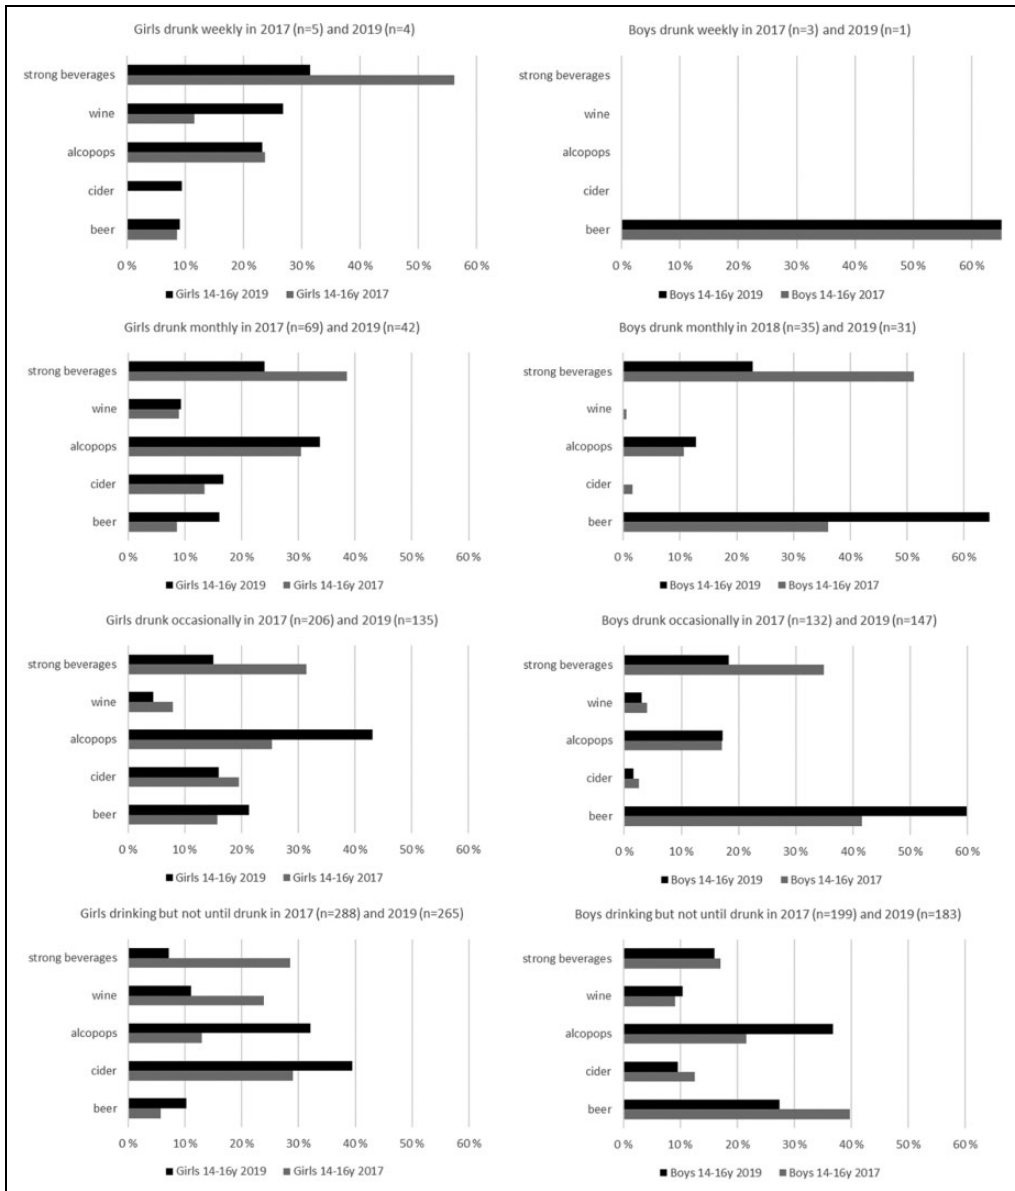 Girls drunk weekly in 2017 (n=5) and 2019 (n=4)
strong beverages
wine
alcopops
cider
beer
0 % 10 % 20 % 30 % 40 % 50 % 60 %
Girls 14-16y 2019 Girls 14-16y 2017
Boys drunk weekly in 2017 (n=3) and 2019 (n=1)
strong beverages
wine
alcopops
cider
beer
0 % 10 % 20 % 30 % 40 % 50 % 60 %
Boys 14-16y 2019 Boys 14-16y 2017
Girls drunk monthly in 2017 (n=69) and 2019 (n=42)
strong beverages
wine
alcopops
cider
beer
0 % 10 % 20 % 30 % 40 % 50 % 60 %
Girls 14-16y 2019 Girls 14-16y 2017
Boys drunk monthly in 2018 (n=35) and 2019 (n=31)
strong beverages
wine
alcopops
cider
beer
0 % 10 % 20 % 30 % 40 % 50 % 60 %
Boys 14-16y 2019 Boys 14-16y 2017
Girls drunk occasionally in 2017 (n=206) and 2019 (n=135)
strong beverages
wine
alcopops
cider
beer
0 % 10 % 20 % 30 % 40 % 50 % 60 %
Girls 14-16y 2019 Girls 14-16y 2017
Boys drunk occasionally in 2017 (n=132) and 2019 (n=147)
strong beverages
wine
alcopops
cider
beer
0 % 10 % 20 % 30 % 40 % 50 % 60 %
Boys 14-16y 2019 Boys 14-16y 2017
Girls drinking but not until drunk in 2017 (n=288) and 2019 (n=265)
strong beverages
wine
alcopops
cider
beer
0 % 10 % 20 % 30 % 40 % 50 % 60 %
Girls 14-16y 2019 Girls 14-16y 2017
Boys drinking but not until drunk in 2017 (n=199) and 2019 (n=183)
strong beverages
wine
alcopops
cider
beer
0 % 10 % 20 % 30 % 40 % 50 % 60 %
Boys 14-16y 2019 Boys 14-16y 2017